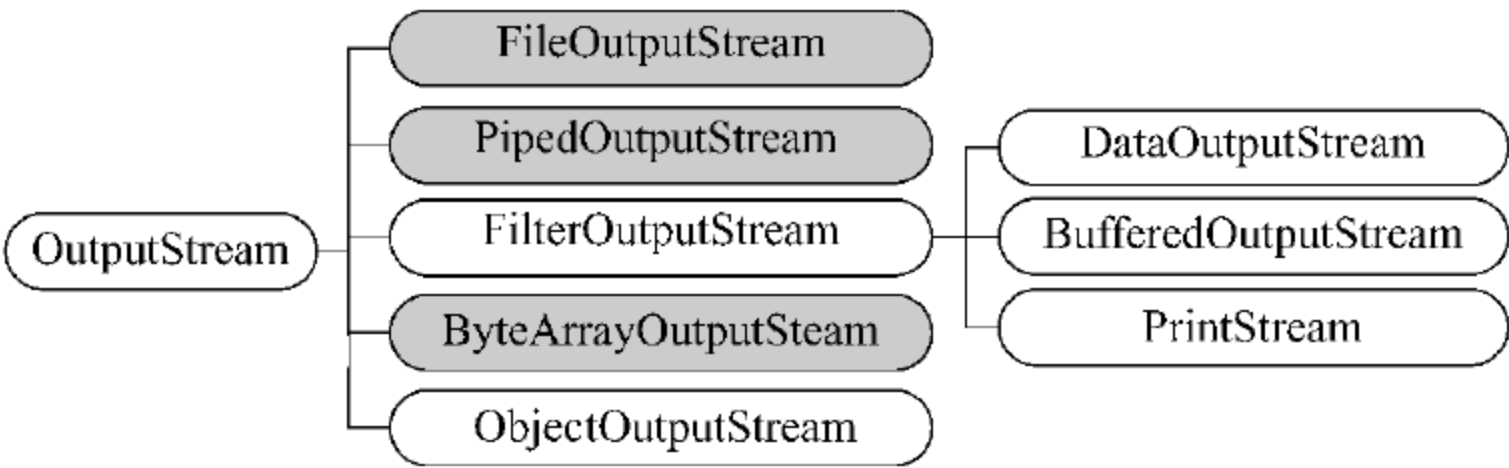 FileOutputStream
PipedOutputStream
DataOutputStream
FilterOutputStream
BufferedOutputStream
OutputStream
ByteArrayOutputSteam
PrintStream
ObjectOutputStream